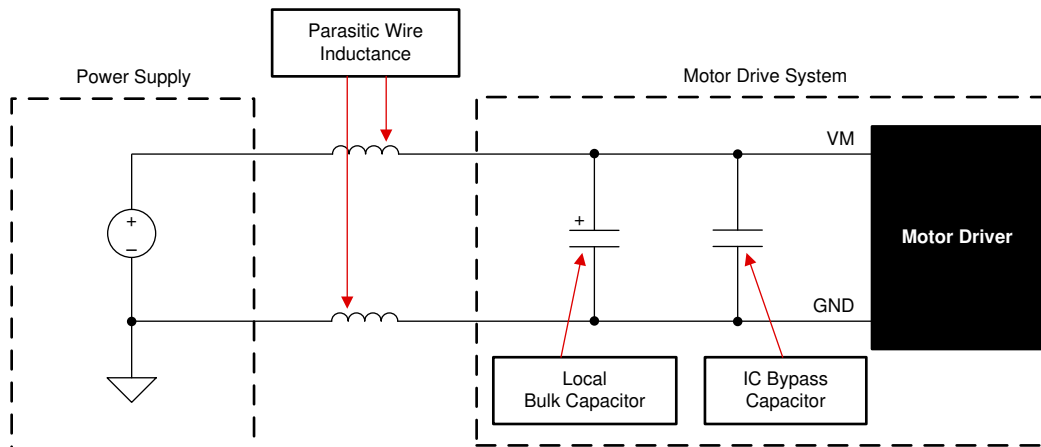 Parasitic Wire
Inductance
Power Supply
Motor Drive System
VM
+
–
+
Motor Driver
GND
Local
Bulk Capacitor
IC Bypass
Capacitor